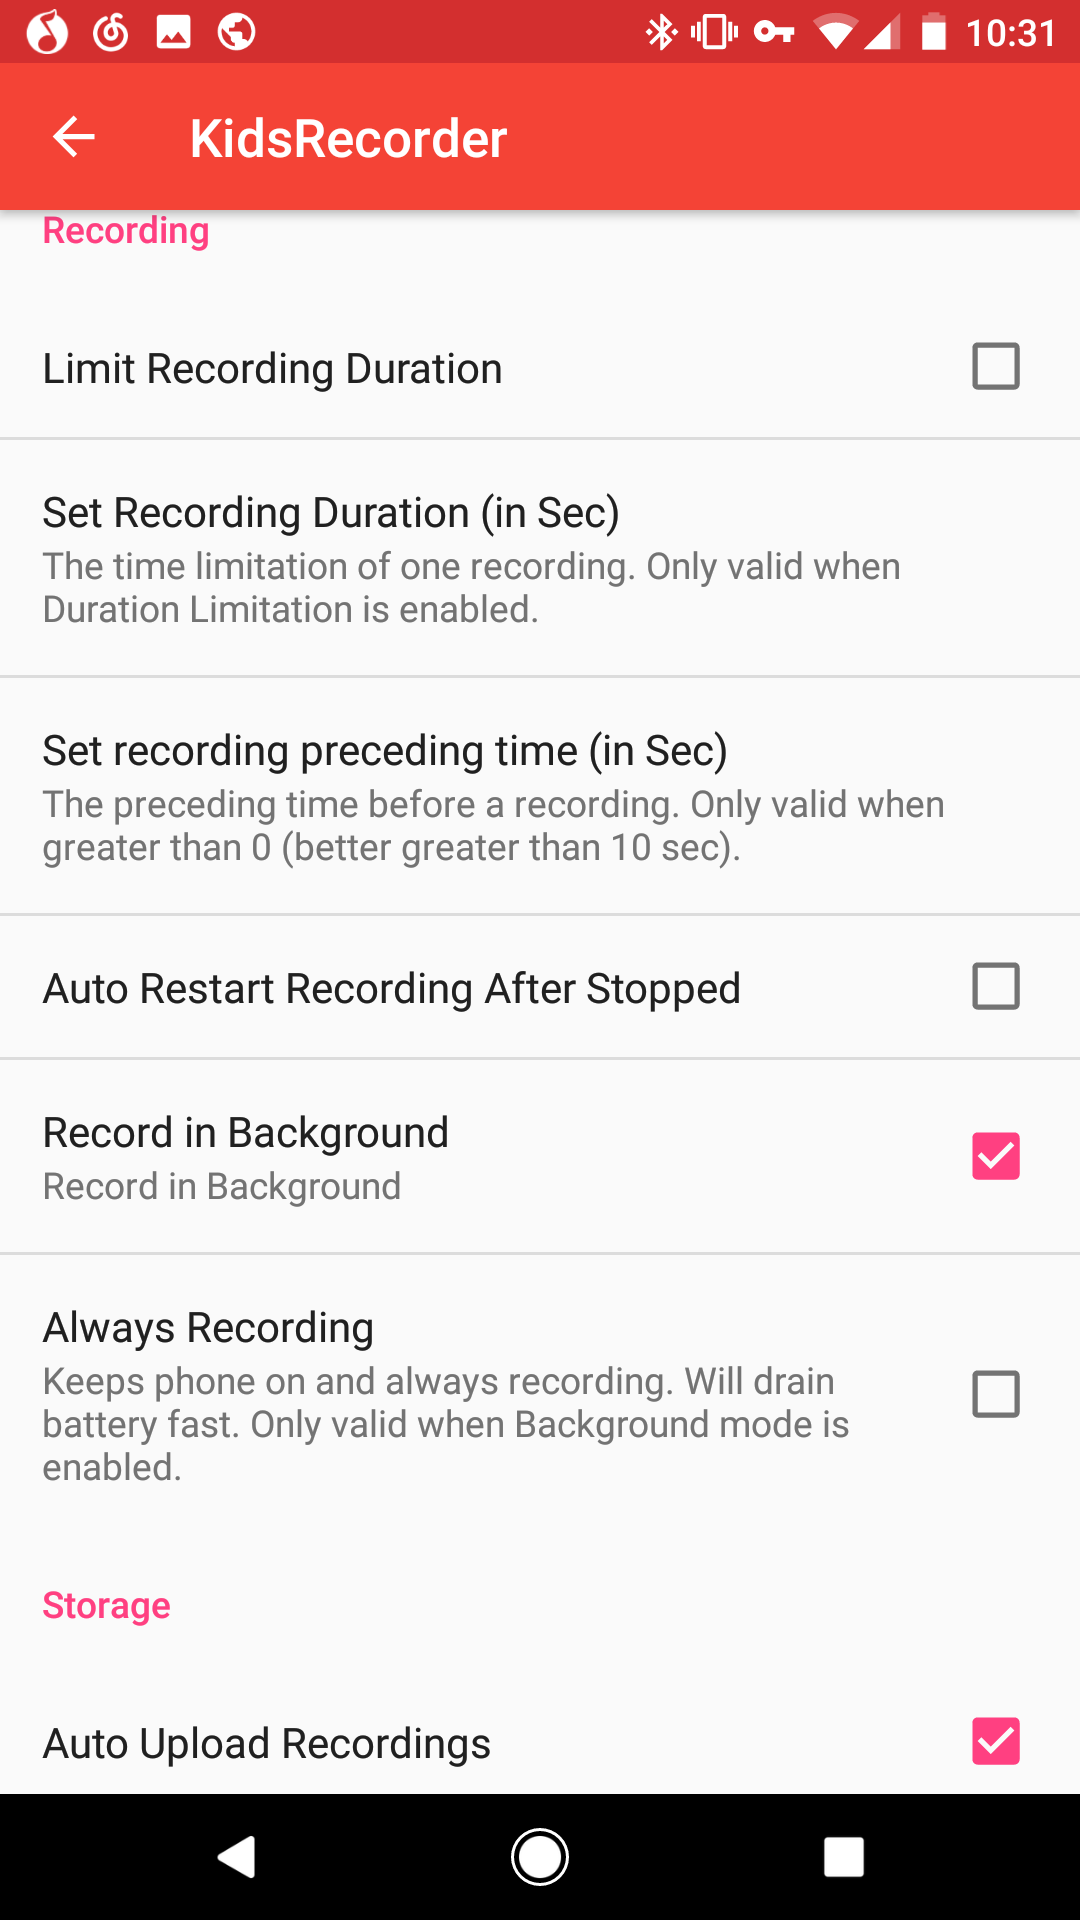 10:31
KidsRecorder
Recording
Limit Recording Duration
Set Recording Duration (in Sec)
The time limitation of one recording. Only valid when
Duration Limitation is enabled.
Set recording preceding time (in Sec)
The preceding time before a recording. Only valid when
greater than 0 (better greater than 10 sec).
Auto Restart Recording After Stopped
Record in Background
Record in Background
Always Recording
Keeps phone on and always recording. Will drain
battery fast. Only valid when Background mode is
enabled.
Storage
Auto Upload Recordings